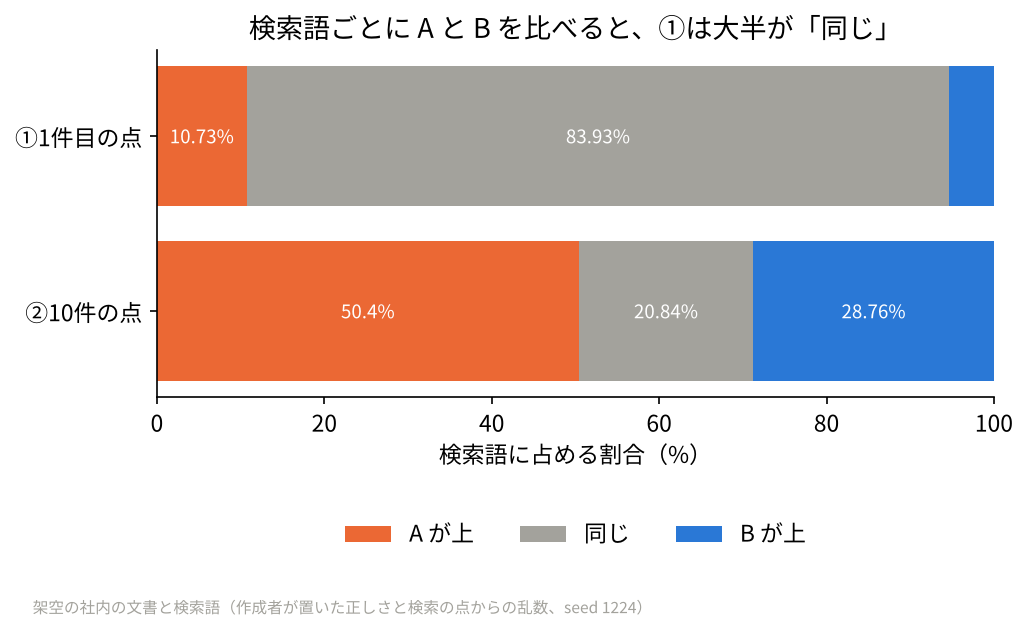 検索語ごとに A と B を比べると、①は大半が「同じ」
①1件目の点
10.73%
83.93%
②10件の点
50.4%
20.84%
28.76%
0 20 40 60 80 100
検索語に占める割合（%）
A が上 同じ B が上
架空の社内の文書と検索語（作成者が置いた正しさと検索の点からの乱数、seed 1224）